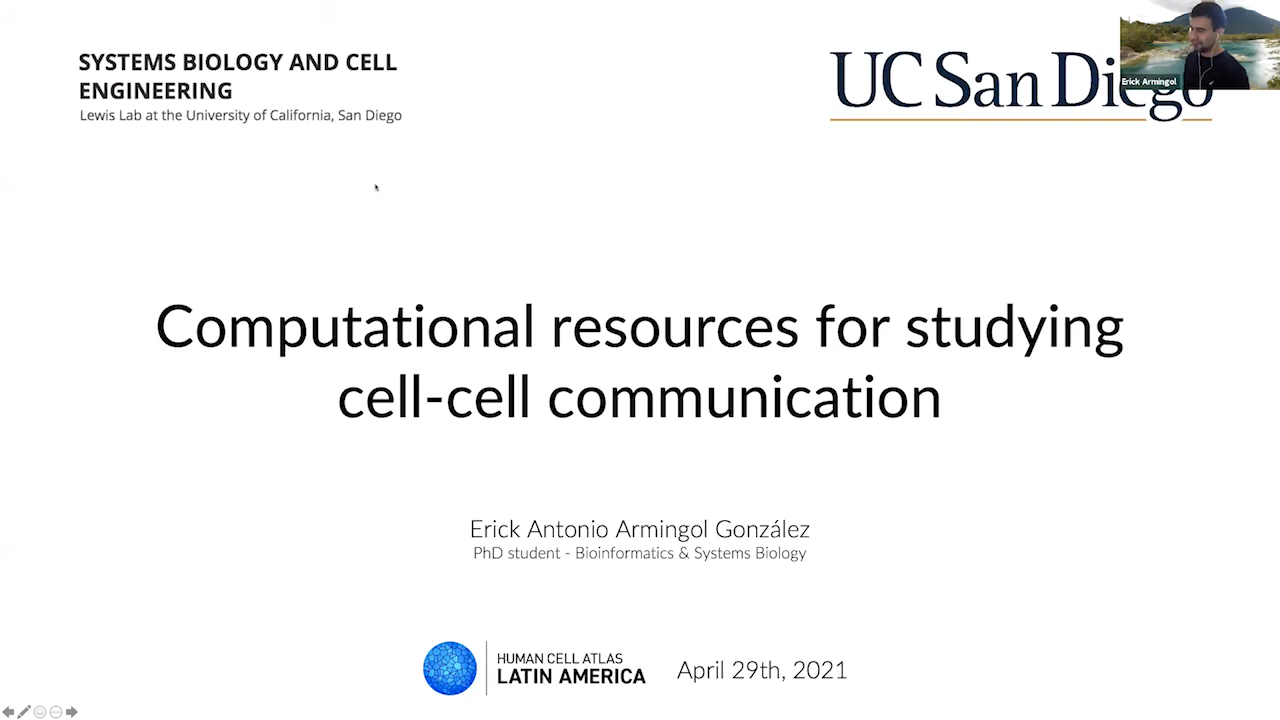 SYSTEMS BIOLOGY AND CELL
ENGINEERING
Lewis Lab at the University of California, San Diego
UC San Diego
Erick Armingol
Computational resources for studying
cell-cell communication
Erick Antonio Armingol González
PhD student - Bioinformatics & Systems Biology
HUMAN CELL ATLAS
LATIN AMERICA
April 29th, 2021